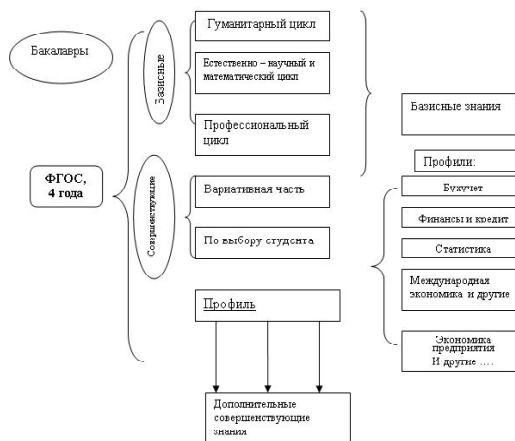 Бакалавры
ФГОС,
4 года
Базисные
Совершенствующие
Гуманитарный цикл
Естественно – научный и
математический цикл
Профессиональный
цикл
Вариативная часть
По выбору студента
Профиль
Дополнительные
совершенствующие
знания
Базисные знания
Профили:
Бухучет
Финансы и кредит
Статистика
Международная
экономика и другие
Экономика
предприятия
И другие ….